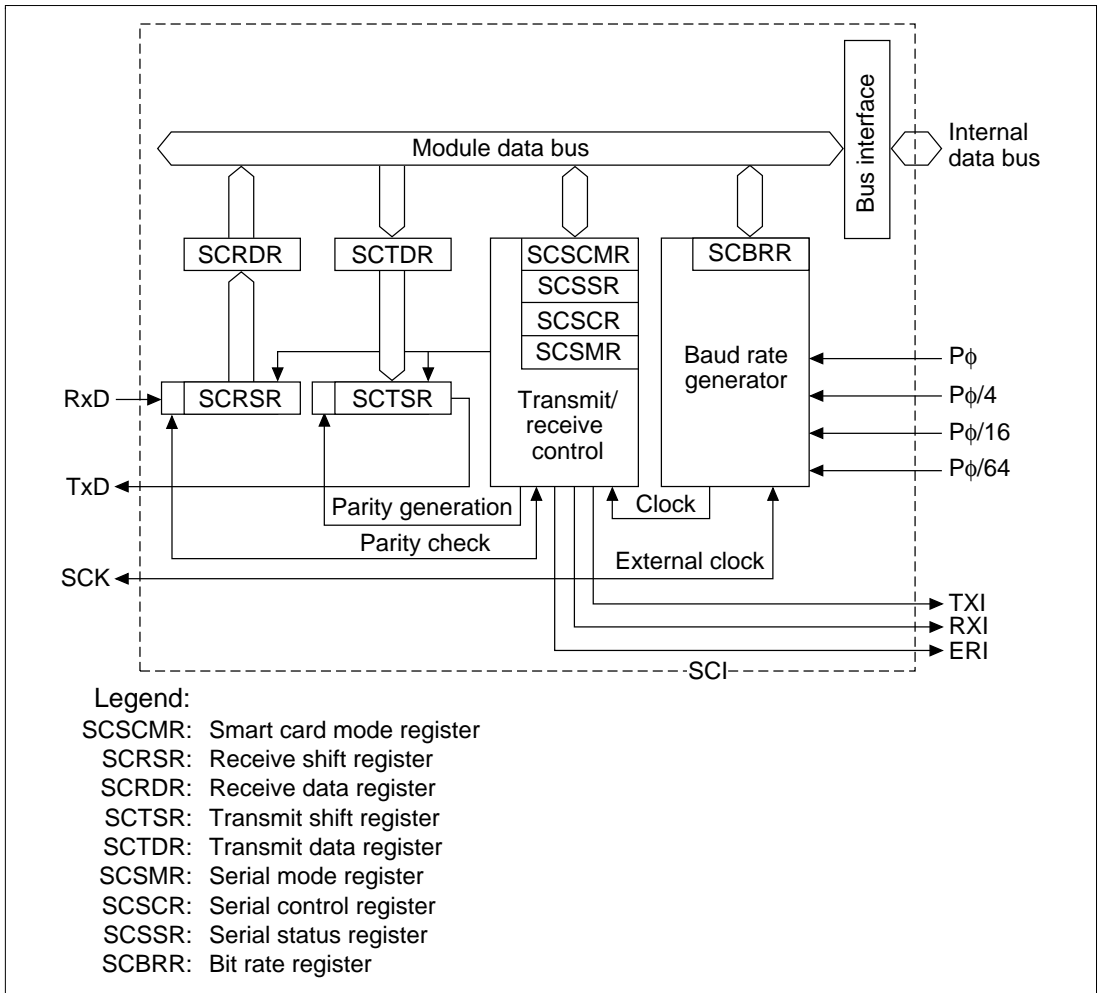 Bus interface
Internal
data bus
Module data bus
SCRDR
SCTDR
SCSCMR
SCSSR
SCSCR
SCSMR
Transmit/
receive
control
SCBRR
Baud rate
generator
Pϕ
Pϕ/4
Pϕ/16
Pϕ/64
RxD
SCRSR
SCTSR
TxD
Parity generation
Clock
Parity check
External clock
SCK
TXI
RXI
ERI
SCI
Legend:
SCSCMR: Smart card mode register
SCRSR: Receive shift register
SCRDR: Receive data register
SCTSR: Transmit shift register
SCTDR: Transmit data register
SCSMR: Serial mode register
SCSCR: Serial control register
SCSSR: Serial status register
SCBRR: Bit rate register